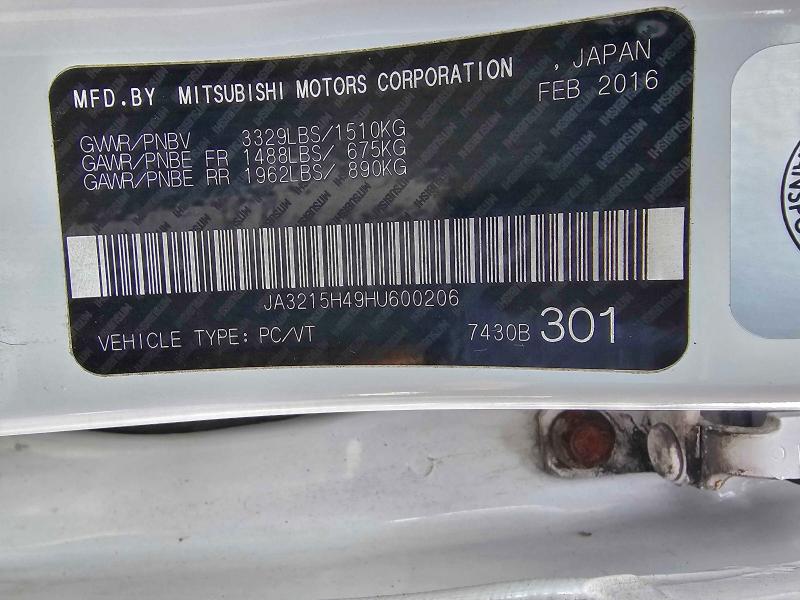 MFD.BY MITSUBISHI MOTORS CORPORATION , JAPAN
FEB 2016
GVWR/PNBV 3329LBS/1510KG
GAWR/PNBE FR 1488LBS/ 675KG
GAWR/PNBE RR 1962LBS/ 890KG
JA3215H49HU600206
VEHICLE TYPE: PC/VT 7430B 301